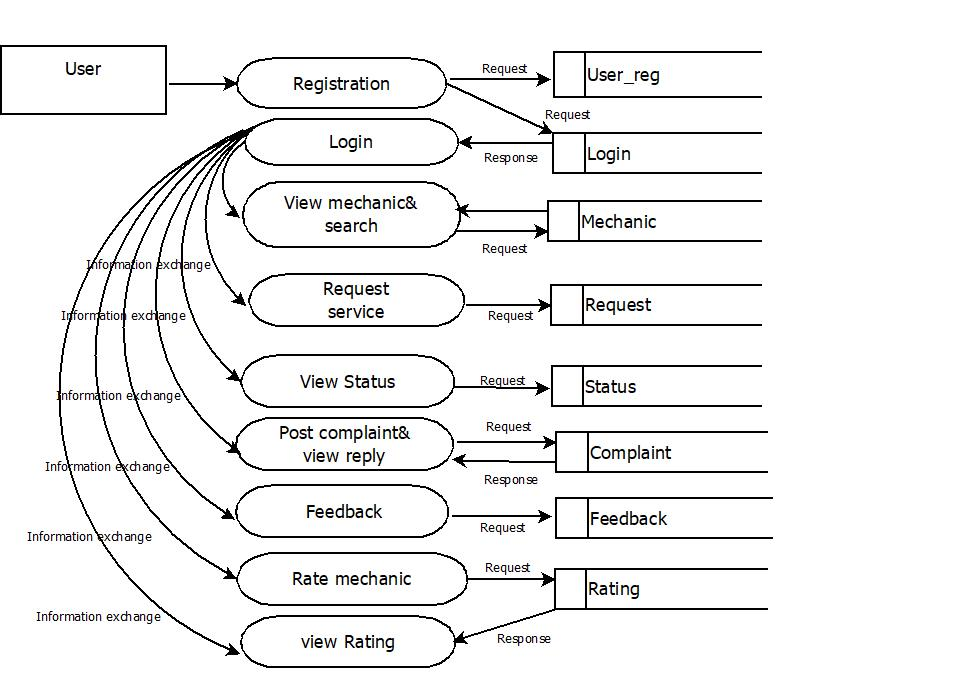 User
Registration
Request
User_reg
Request
Login
Response
Login
View mechanic&
search
Mechanic
Request
Information exchange
Request
service
Request
Request
Information exchange
View Status
Request
Status
Information exchange
Post complaint&
view reply
Request
Complaint
Response
Information exchange
Feedback
Request
Feedback
Information exchange
Rate mechanic
Request
Rating
Information exchange
view Rating
Response